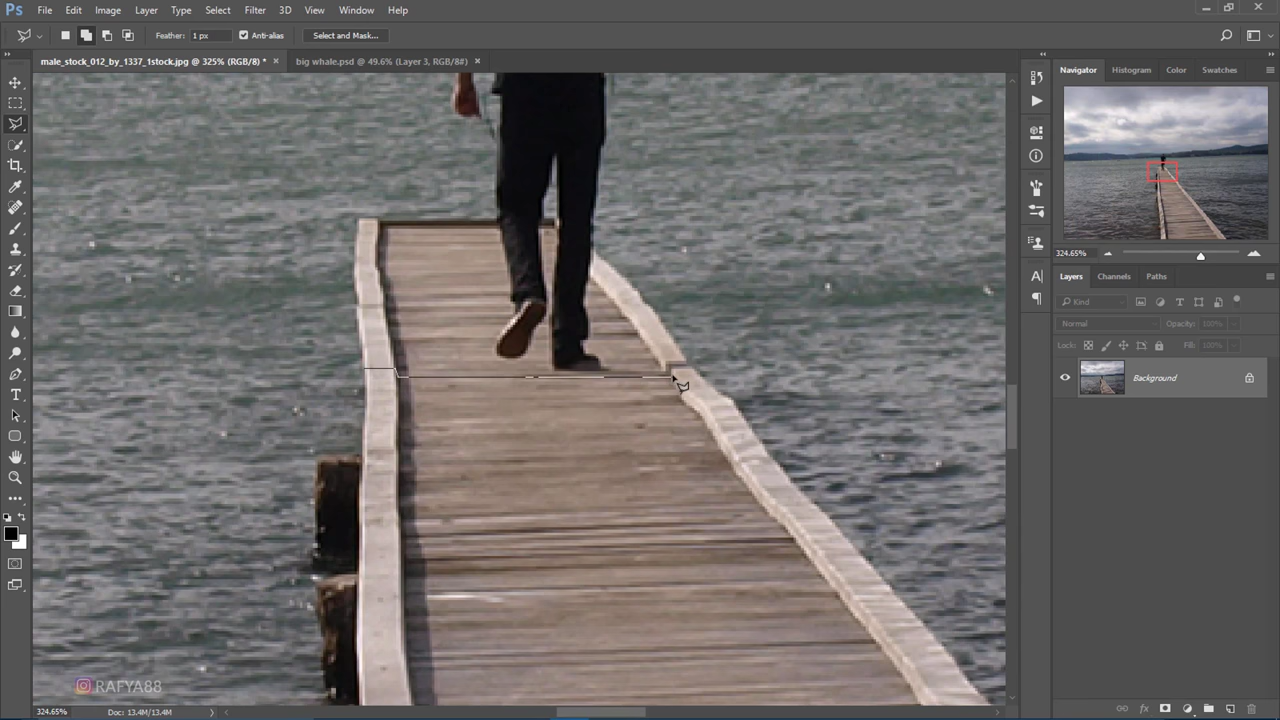 Ps File Edit Image Layer Type Select Filter 3D View Window Help
Feather: 1 px Anti-alias Select and Mask...
male_stock_012_by_1337_1stock.jpg @ 325% (RGB/8) * × big whale.psd @ 49.6% (Layer 3, RGB/8#) ×
Navigator Histogram Color Swatches
324.65%
Layers Channels Paths
Kind
Normal Opacity: 100%
Lock: Fill: 100%
Background
RAFYA88
324.65% Doc: 13.4M/13.4M